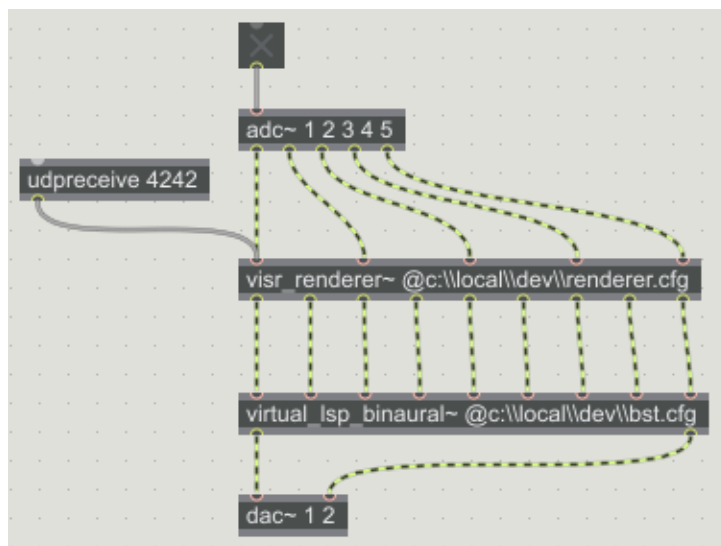 adc~ 1 2 3 4 5
udpreceive 4242
visr_renderer~ @c:\\local\\dev\\renderer.cfg
virtual_lsp_binaural~ @c:\\local\\dev\\bst.cfg
dac~ 1 2